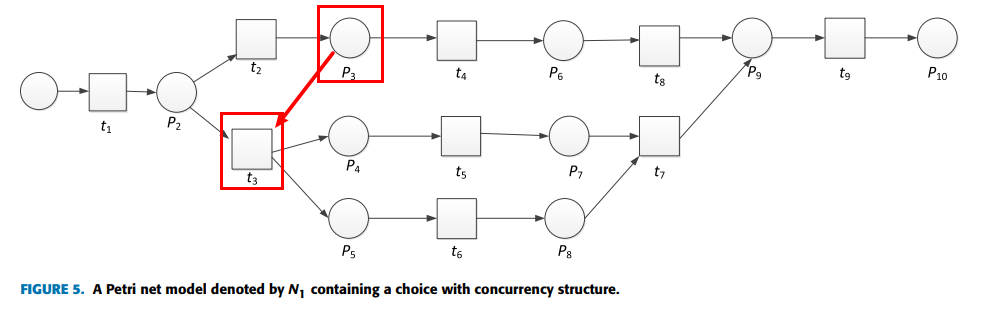 t2
P3
t4
P6
t8
P9
t9
P10
t1
P2
t3
P4
t5
P7
t7
P5
t6
P8
FIGURE 5. A Petri net model denoted by N1 containing a choice with concurrency structure.